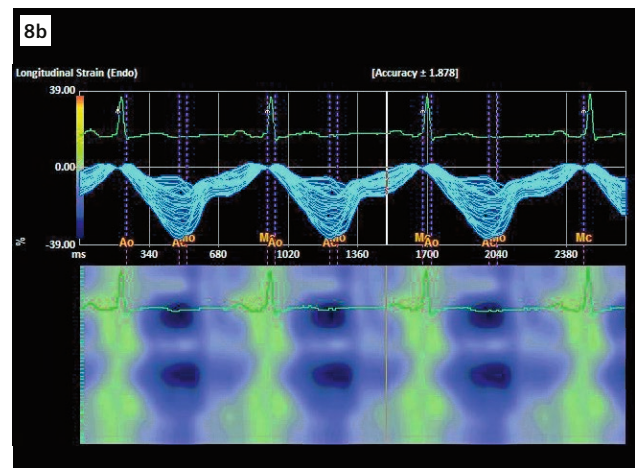 8b
Longitudinal Strain (Endo) [Accuracy ± 1.878]
39.00
0.00
%
-39.00
Ao Mc Ao Mc Ao Mc
ms 340 680 1020 1360 1700 2040 2380